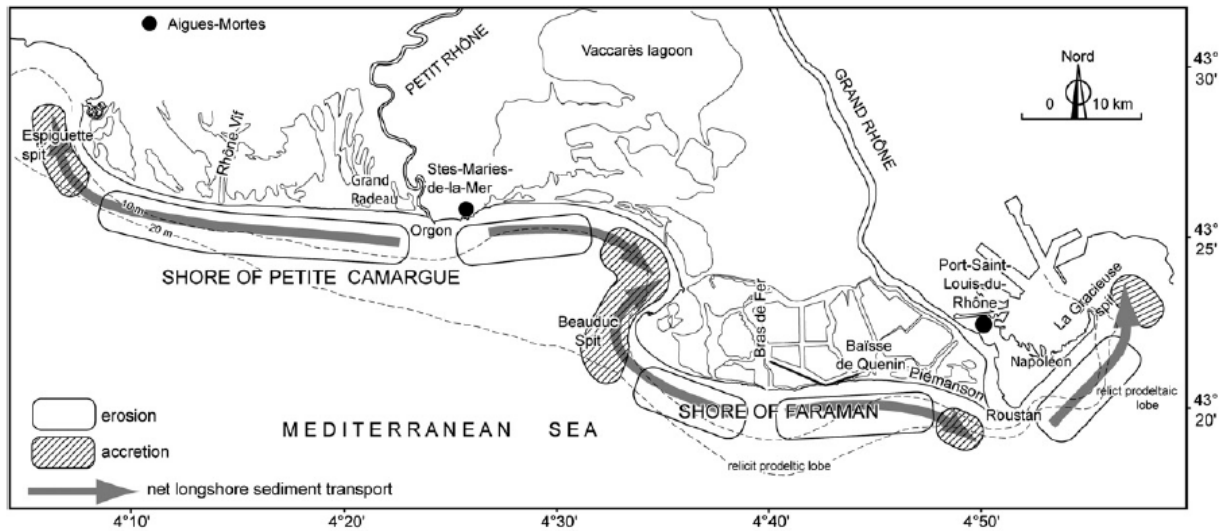 Aigues-Mortes
PETIT RHÔNE
Vaccarès lagoon
GRAND RHÔNE
Nord
0 10 km
43°
30'
Espiguette
spit
Rhône Vif
Grand
Radeau
Stes-Maries-
de-la-Mer
10 m
20 m
Orgon
43°
25'
SHORE OF PETITE CAMARGUE
Port-Saint-
Louis-du-
Rhône
La Gracieuse
spit
Beauduc
Spit
Bras de Fer
Baïsse
de Quenin
Napoléon
Piémanson
relict prodeltaic
lobe
SHORE OF FARAMAN
Roustan
43°
20'
erosion
MEDITERRANEAN SEA
accretion
relicit prodeltic lobe
net longshore sediment transport
4°10' 4°20' 4°30' 4°40' 4°50'